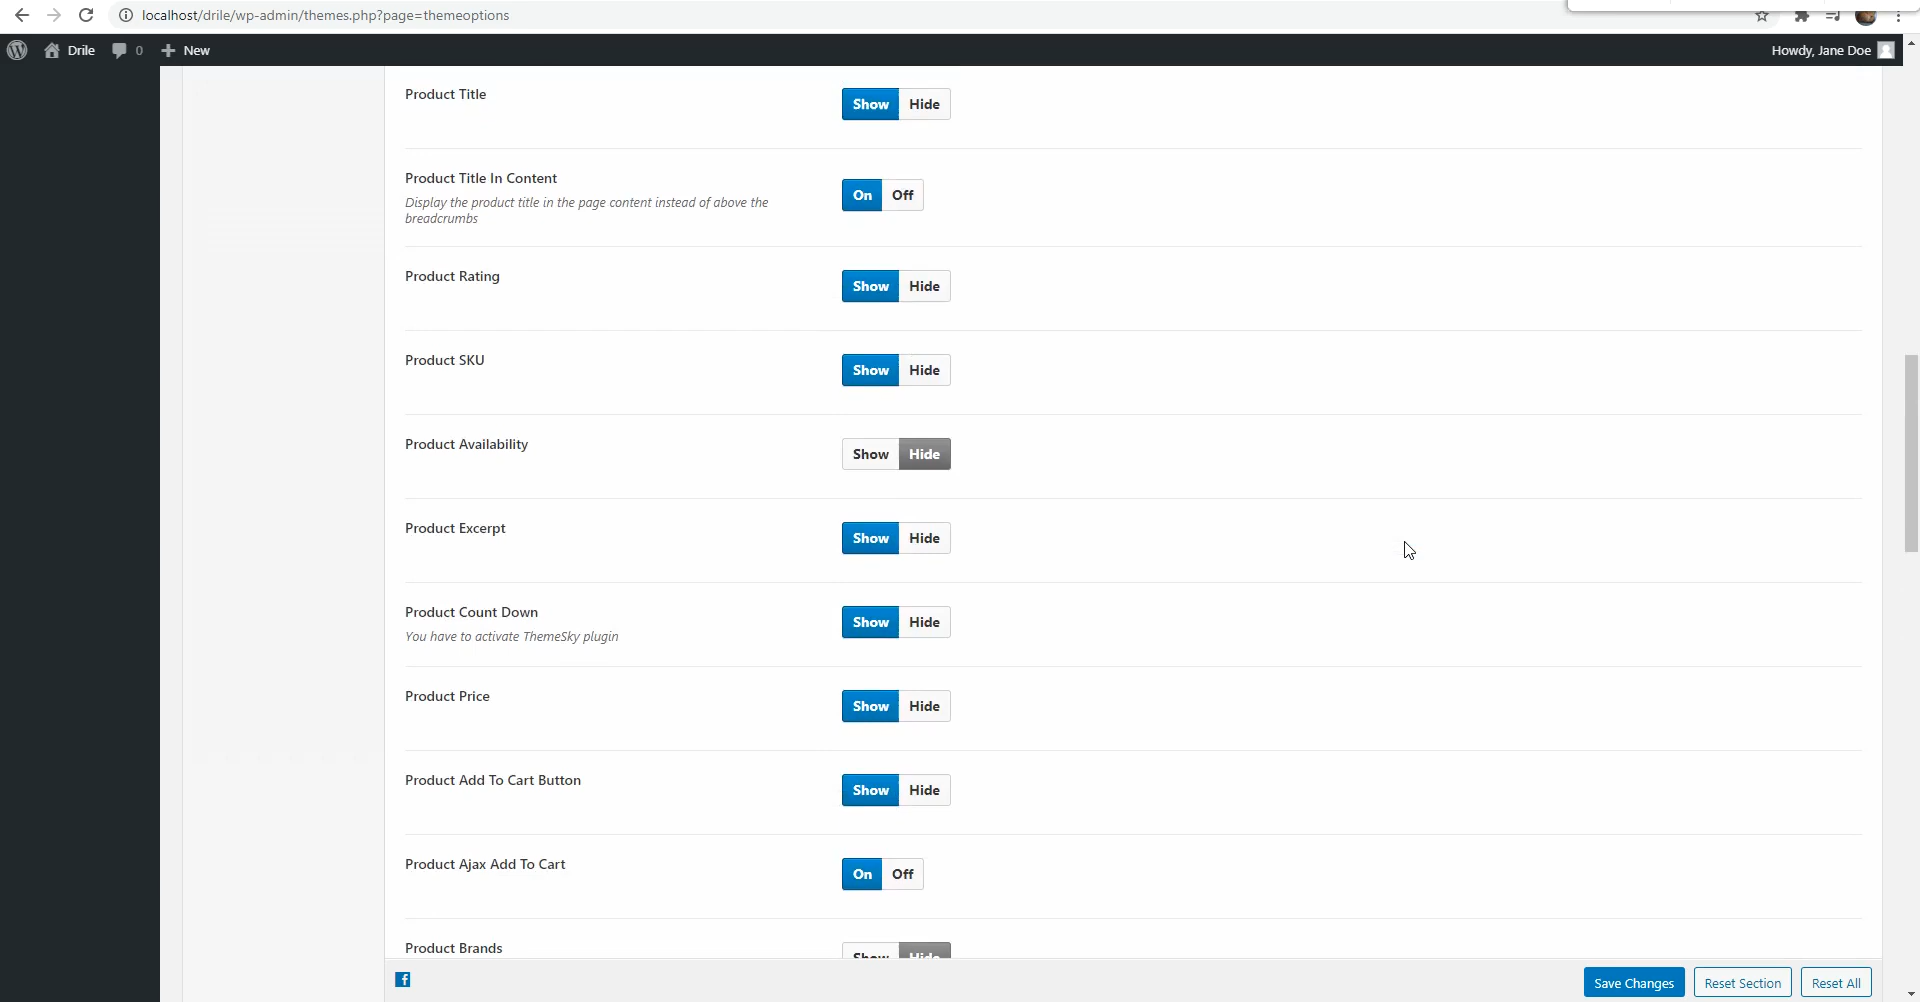 localhost/drile/wp-admin/themes.php?page=themeoptions
Drile 0 New Howdy, Jane Doe
Product Title Show Hide
Product Title In Content On Off
Display the product title in the page content instead of above the
breadcrumbs
Product Rating Show Hide
Product SKU Show Hide
Product Availability Show Hide
Product Excerpt Show Hide
Product Count Down Show Hide
You have to activate ThemeSky plugin
Product Price Show Hide
Product Add To Cart Button Show Hide
Product Ajax Add To Cart On Off
Product Brands Show Hide
Save Changes Reset Section Reset All